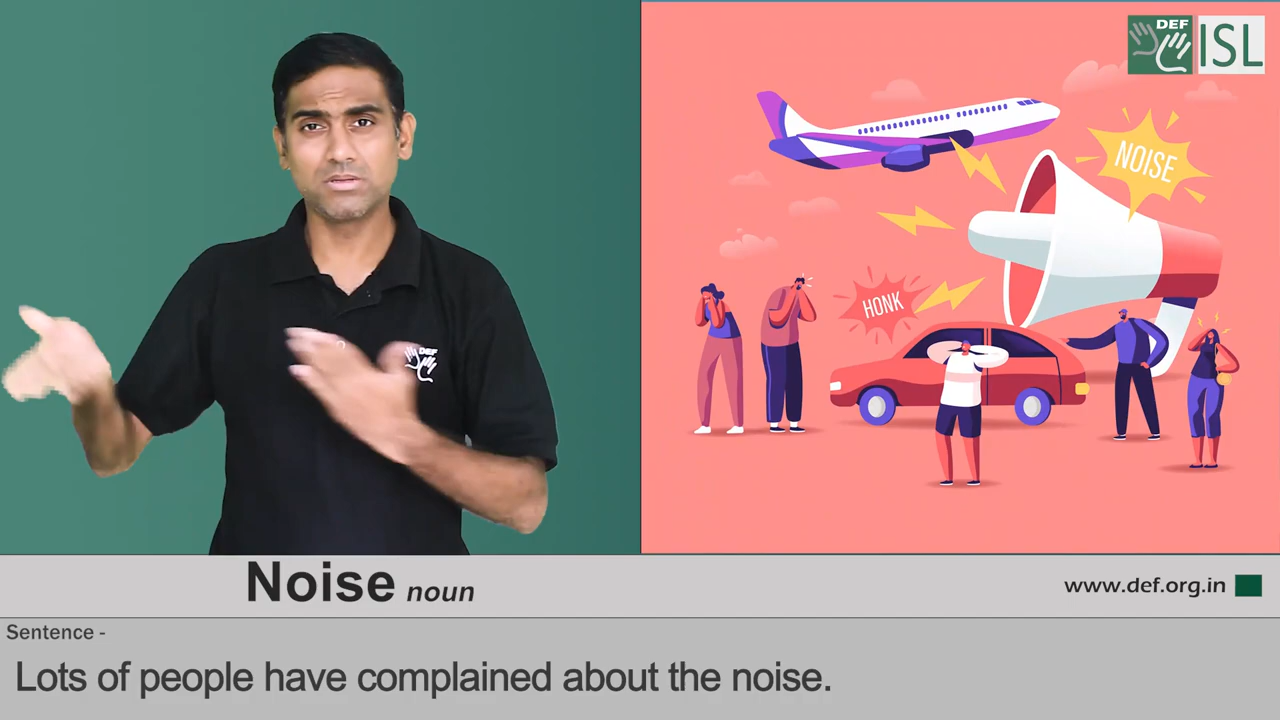 DEF
ISL
NOISE
HONK
DEF
Noise noun
www.def.org.in
Sentence -
Lots of people have complained about the noise.